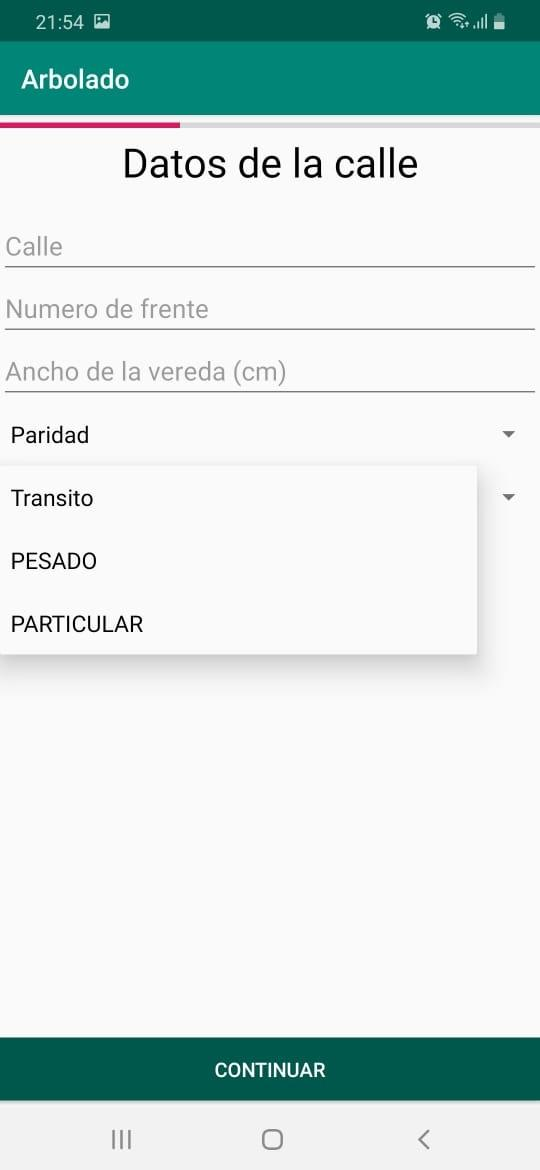 21:54
Arbolado
Datos de la calle
Calle
Numero de frente
Ancho de la vereda (cm)
Paridad
Transito
PESADO
PARTICULAR
CONTINUAR